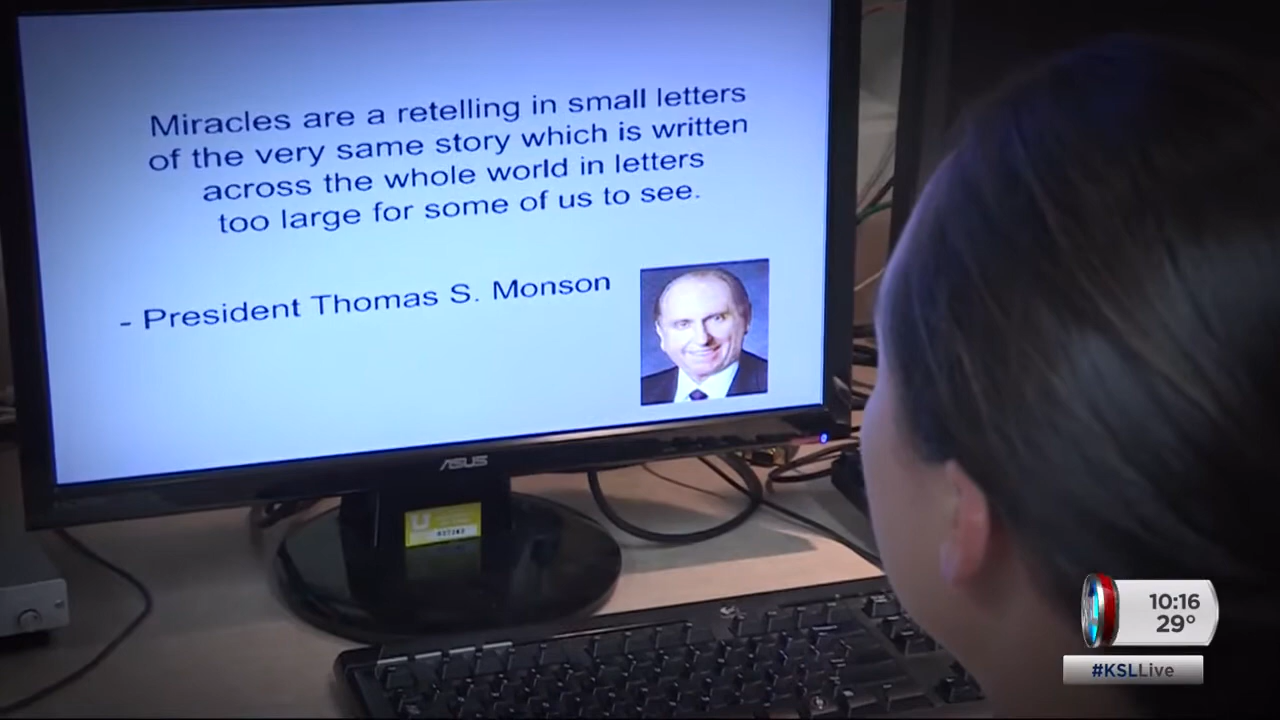 Miracles are a retelling in small letters
of the very same story which is written
across the whole world in letters
too large for some of us to see.
- President Thomas S. Monson
ASUS
U
10:16
29°
#KSLLive